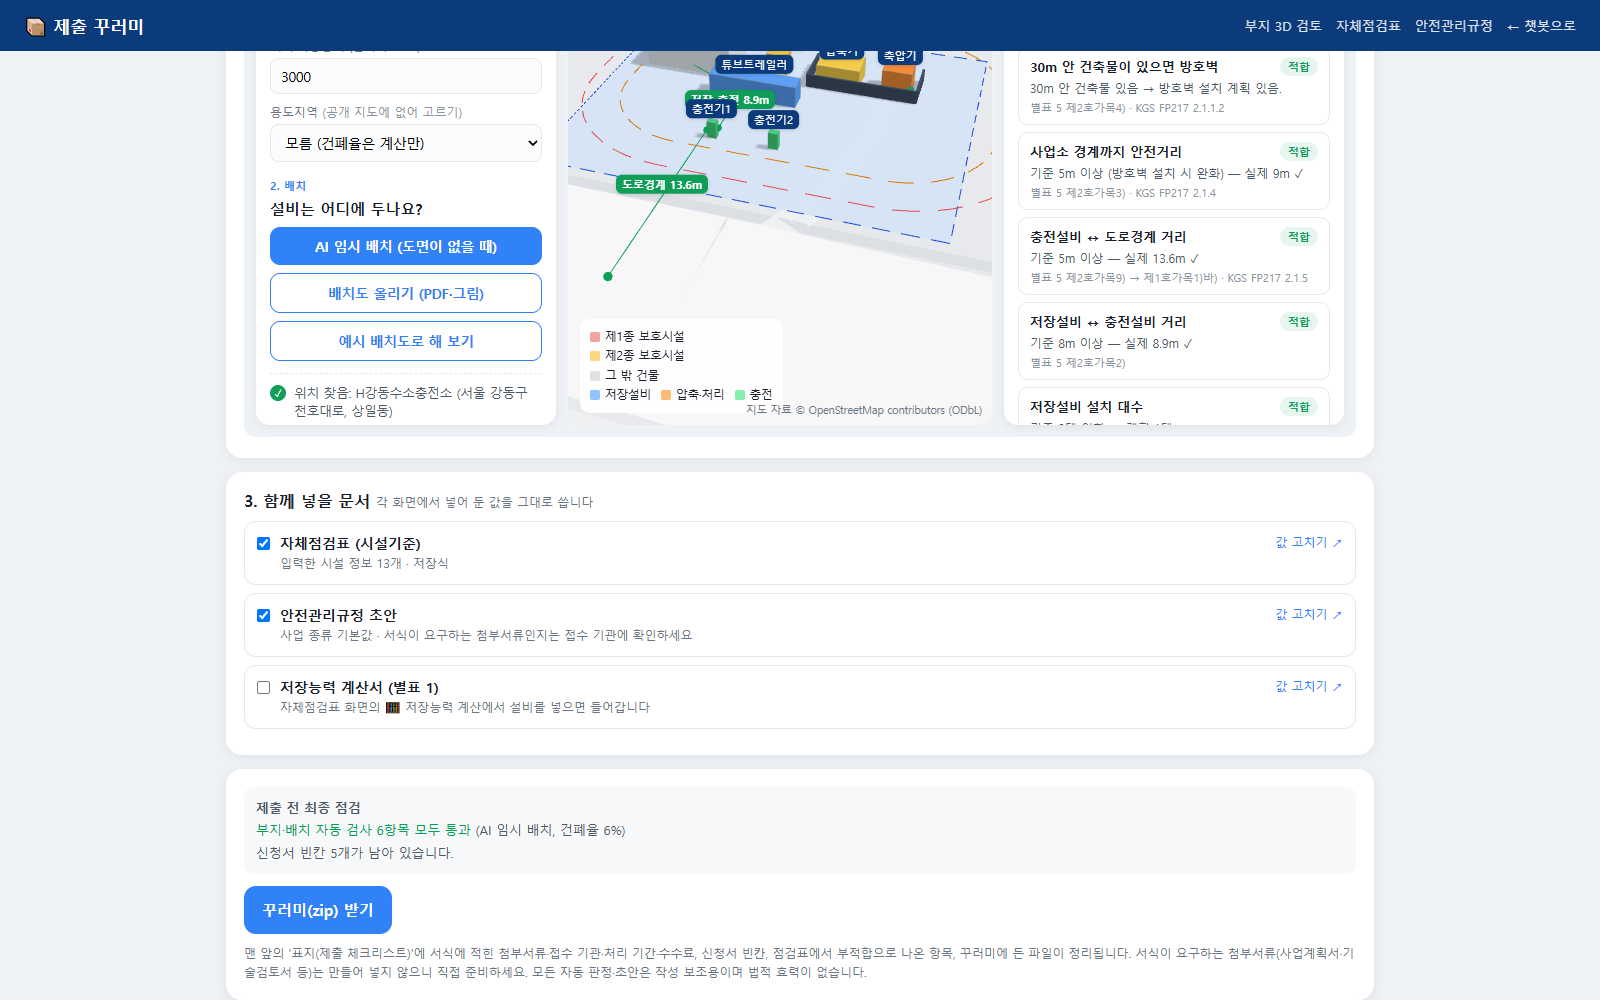 제출 꾸러미
부지 3D 검토 자체점검표 안전관리규정 ← 챗봇으로
3000
용도지역 (공개 지도에 없어 고르기)
모름 (건폐율은 계산만)
2. 배치
설비는 어디에 두나요?
AI 임시 배치 (도면이 없을 때)
배치도 올리기 (PDF·그림)
예시 배치도로 해 보기
위치 찾음: H강동수소충전소 (서울 강동구
천호대로, 상일동)
압축기
축압기
튜브트레일러
저장·충전 8.9m
충전기1
충전기2
도로경계 13.6m
제1종 보호시설
제2종 보호시설
그 밖 건물
저장설비 압축·처리 충전
지도 자료 © OpenStreetMap contributors (ODbL)
30m 안 건축물이 있으면 방호벽 적합
30m 안 건축물 있음 → 방호벽 설치 계획 있음.
별표 5 제2호가목4) · KGS FP217 2.1.1.2
사업소 경계까지 안전거리 적합
기준 5m 이상 (방호벽 설치 시 완화) — 실제 9m ✓
별표 5 제2호가목3) · KGS FP217 2.1.4
충전설비 ↔ 도로경계 거리 적합
기준 5m 이상 — 실제 13.6m ✓
별표 5 제2호가목9) → 제1호가목1)바) · KGS FP217 2.1.5
저장설비 ↔ 충전설비 거리 적합
기준 8m 이상 — 실제 8.9m ✓
별표 5 제2호가목2)
저장설비 설치 대수 적합
3. 함께 넣을 문서 각 화면에서 넣어 둔 값을 그대로 씁니다
자체점검표 (시설기준) 값 고치기 ↗
입력한 시설 정보 13개 · 저장식
안전관리규정 초안 값 고치기 ↗
사업 종류 기본값 · 서식이 요구하는 첨부서류인지는 접수 기관에 확인하세요
저장능력 계산서 (별표 1) 값 고치기 ↗
자체점검표 화면의 저장능력 계산에서 설비를 넣으면 들어갑니다
제출 전 최종 점검
부지·배치 자동 검사 6항목 모두 통과 (AI 임시 배치, 건폐율 6%)
신청서 빈칸 5개가 남아 있습니다.
꾸러미(zip) 받기
맨 앞의 '표지(제출 체크리스트)'에 서식에 적힌 첨부서류·접수 기관·처리 기간·수수료, 신청서 빈칸, 점검표에서 부적합으로 나온 항목, 꾸러미에 든 파일이 정리됩니다. 서식이 요구하는 첨부서류(사업계획서·기
술검토서 등)는 만들어 넣지 않으니 직접 준비하세요. 모든 자동 판정·초안은 작성 보조용이며 법적 효력이 없습니다.